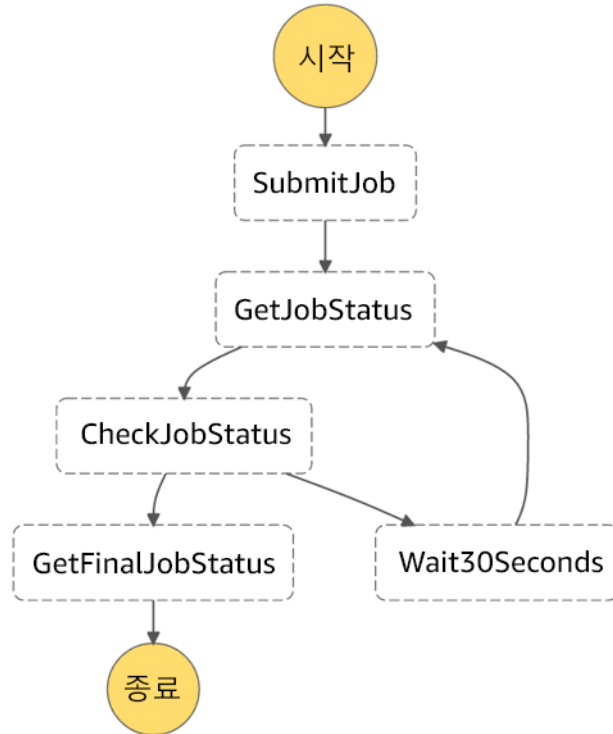 시작
SubmitJob
GetJobStatus
CheckJobStatus
GetFinalJobStatus
Wait30Seconds
종료